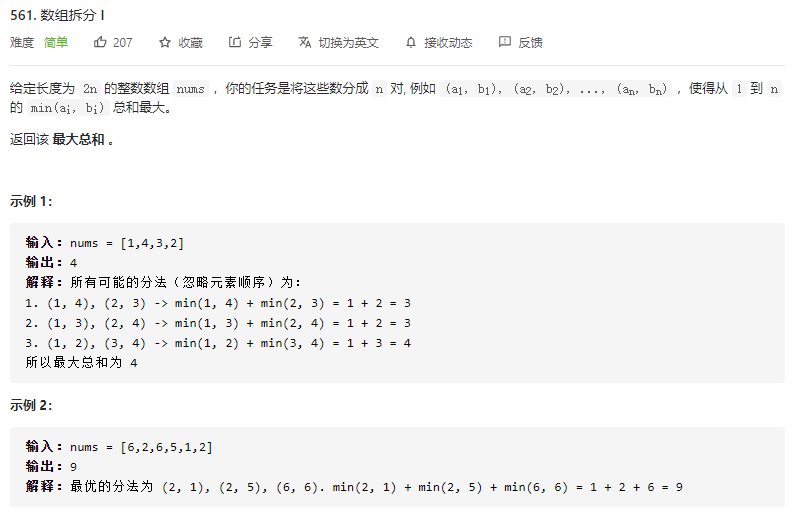 561. 数组拆分 I
难度 简单 207 收藏 分享 切换为英文 接收动态 反馈
给定长度为 2n 的整数数组 nums ，你的任务是将这些数分成 n 对, 例如 (a₁, b₁), (a₂, b₂), ..., (aₙ, bₙ) ，使得从 1 到 n
的 min(aᵢ, bᵢ) 总和最大。
返回该 最大总和 。
示例 1：
输入：nums = [1,4,3,2]
输出：4
解释：所有可能的分法（忽略元素顺序）为：
1. (1, 4), (2, 3) -> min(1, 4) + min(2, 3) = 1 + 2 = 3
2. (1, 3), (2, 4) -> min(1, 3) + min(2, 4) = 1 + 2 = 3
3. (1, 2), (3, 4) -> min(1, 2) + min(3, 4) = 1 + 3 = 4
所以最大总和为 4
示例 2：
输入：nums = [6,2,6,5,1,2]
输出：9
解释：最优的分法为 (2, 1), (2, 5), (6, 6). min(2, 1) + min(2, 5) + min(6, 6) = 1 + 2 + 6 = 9